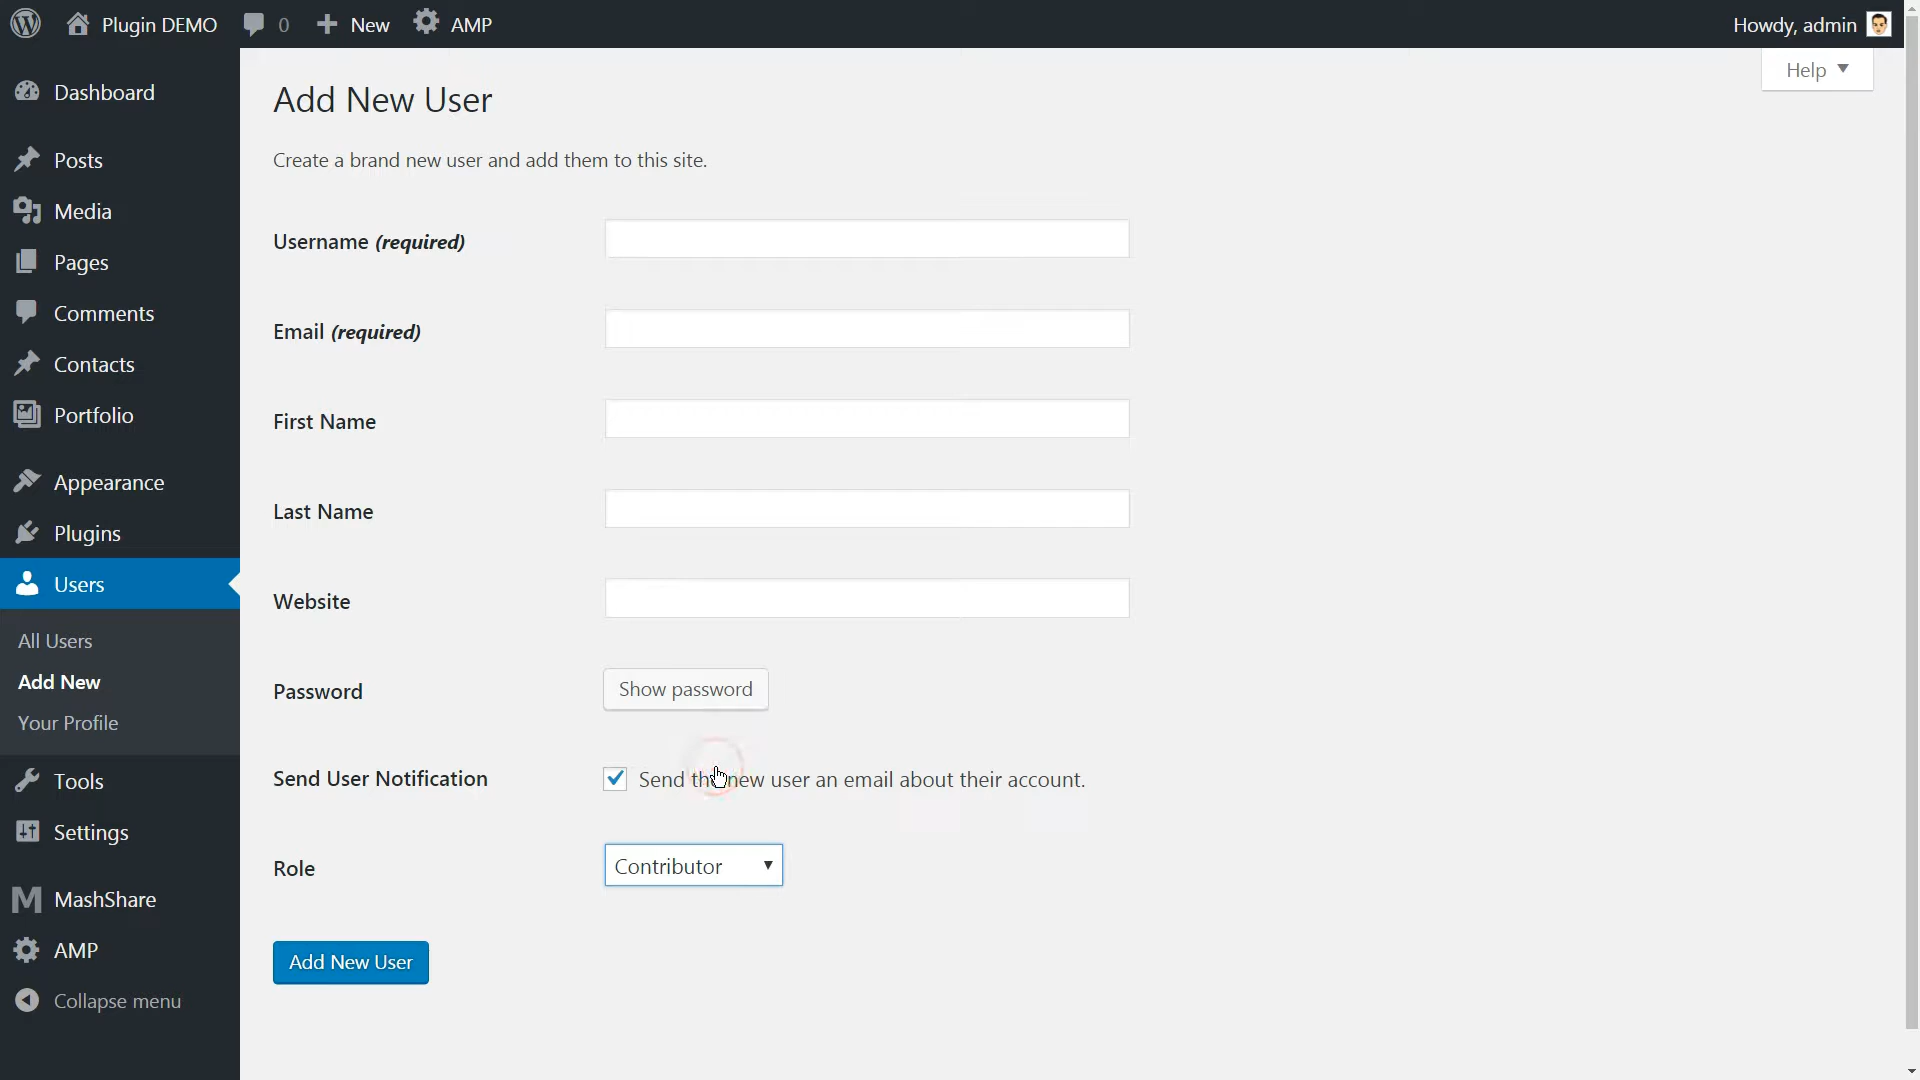 Plugin DEMO 0 New AMP Howdy, admin
Help
Dashboard
Posts
Media
Pages
Comments
Contacts
Portfolio
Appearance
Plugins
Users
All Users
Add New
Your Profile
Tools
Settings
MashShare
AMP
Collapse menu
Add New User
Create a brand new user and add them to this site.
Username (required)
Email (required)
First Name
Last Name
Website
Password Show password
Send User Notification Send the new user an email about their account.
Role Contributor
Add New User